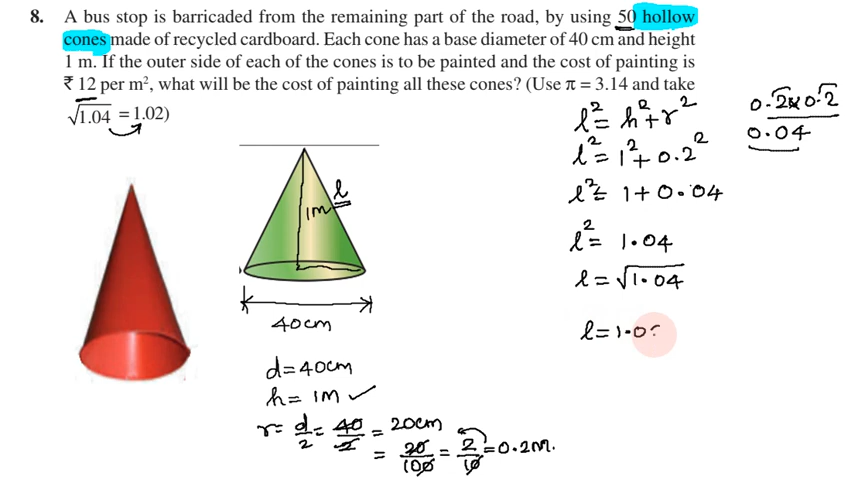 8. A bus stop is barricaded from the remaining part of the road, by using 50 hollow
cones made of recycled cardboard. Each cone has a base diameter of 40 cm and height
1 m. If the outer side of each of the cones is to be painted and the cost of painting is
₹ 12 per m², what will be the cost of painting all these cones? (Use π = 3.14 and take
√1.04 = 1.02)
0.2×0.2
0.04
l² = h² + r²
l² = 1² + 0.2²
l² = 1 + 0.04
l² = 1.04
l = √1.04
l = 1.0
l
1m
40cm
d = 40cm
h = 1m ✓
r = d/2 = 40/2 = 20cm
= 20/100 = 2/10 = 0.2m.